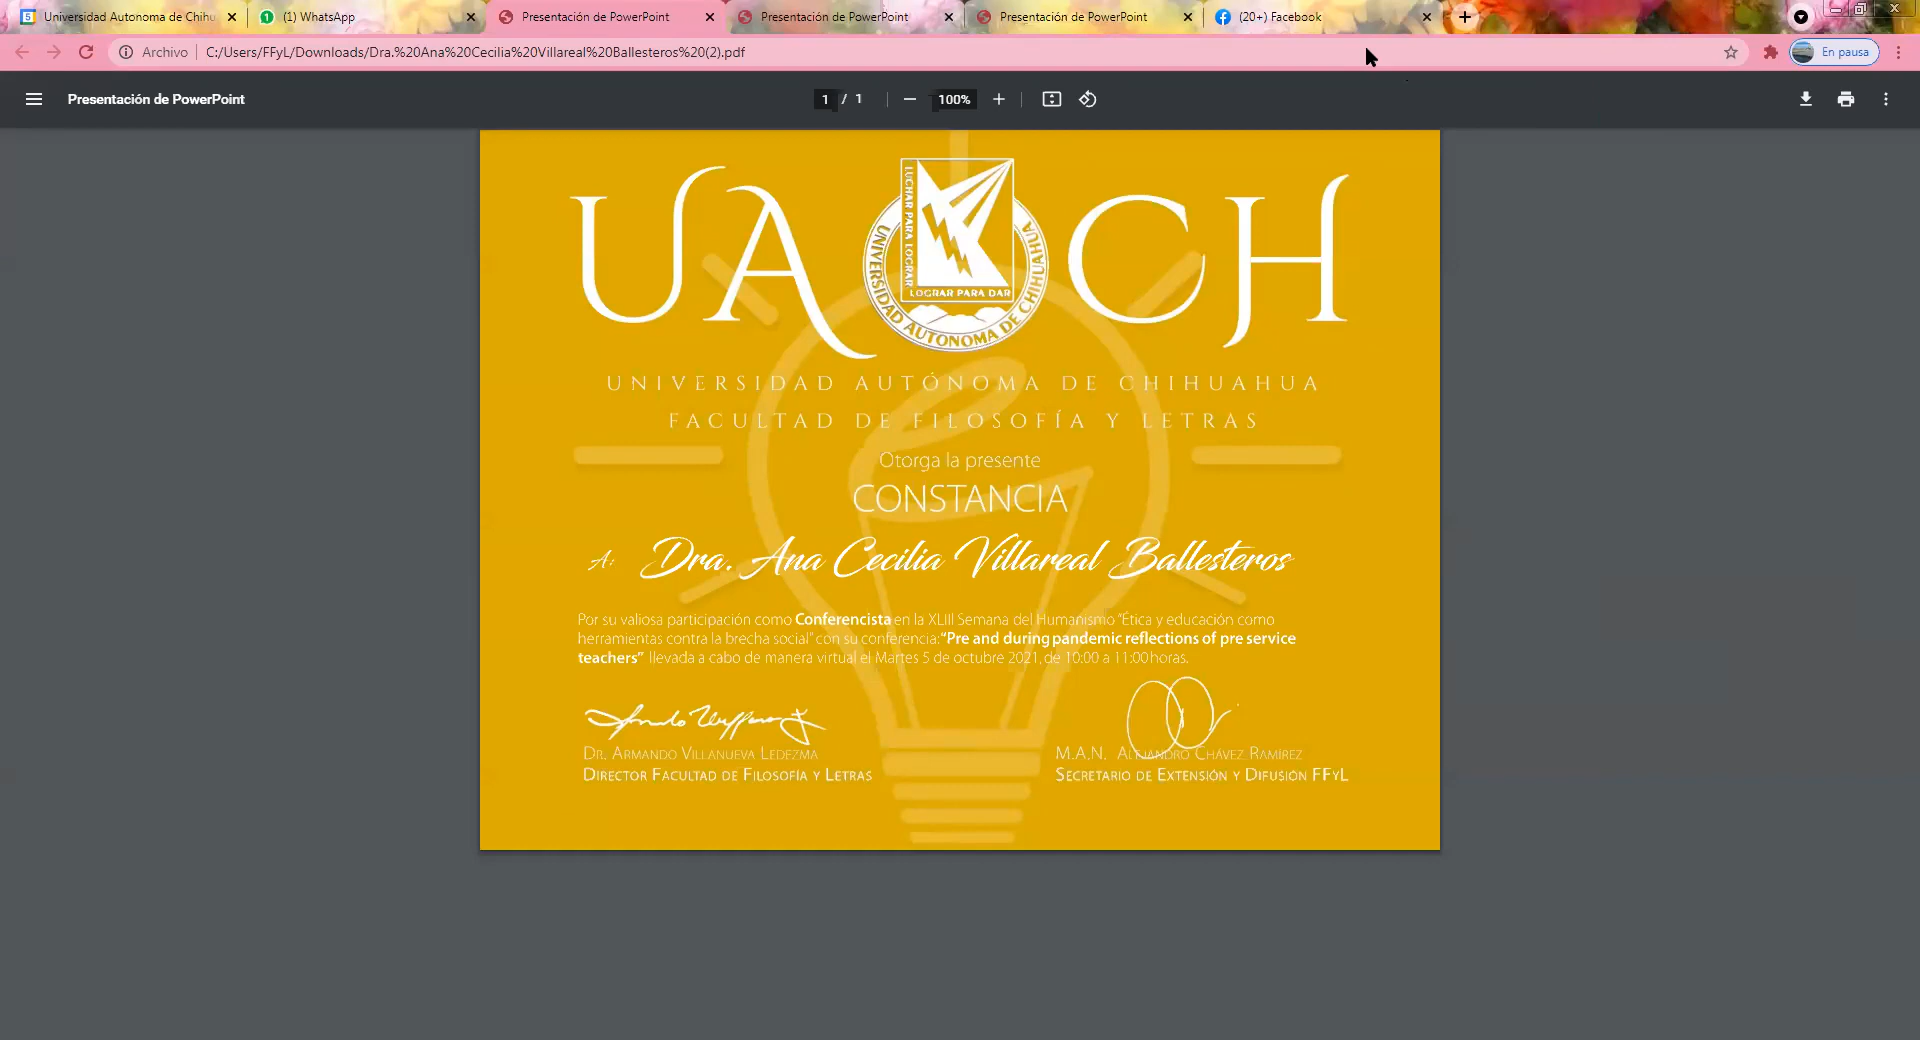 Universidad Autonoma de Chihu
(1) WhatsApp
Presentación de PowerPoint
Presentación de PowerPoint
Presentación de PowerPoint
(20+) Facebook
Archivo
C:/Users/FFyL/Downloads/Dra.%20Ana%20Cecilia%20Villareal%20Ballesteros%20(2).pdf
En pausa
Presentación de PowerPoint
1 / 1
100%
UACH
LUCHAR PARA LOGRAR
LOGRAR PARA DAR
UNIVERSIDAD AUTONOMA DE CHIHUAHUA
UNIVERSIDAD AUTÓNOMA DE CHIHUAHUA
FACULTAD DE FILOSOFÍA Y LETRAS
Otorga la presente
CONSTANCIA
A: Dra. Ana Cecilia Villareal Ballesteros
Por su valiosa participación como Conferencista en la XLIII Semana del Humanismo "Ética y educación como
herramientas contra la brecha social" con su conferencia: "Pre and during pandemic reflections of pre service
teachers" llevada a cabo de manera virtual el Martes 5 de octubre 2021, de 10:00 a 11:00 horas.
DR. ARMANDO VILLANUEVA LEDEZMA
DIRECTOR FACULTAD DE FILOSOFÍA Y LETRAS
M.A.N. ALEJANDRO CHÁVEZ RAMÍREZ
SECRETARIO DE EXTENSIÓN Y DIFUSIÓN FFYL